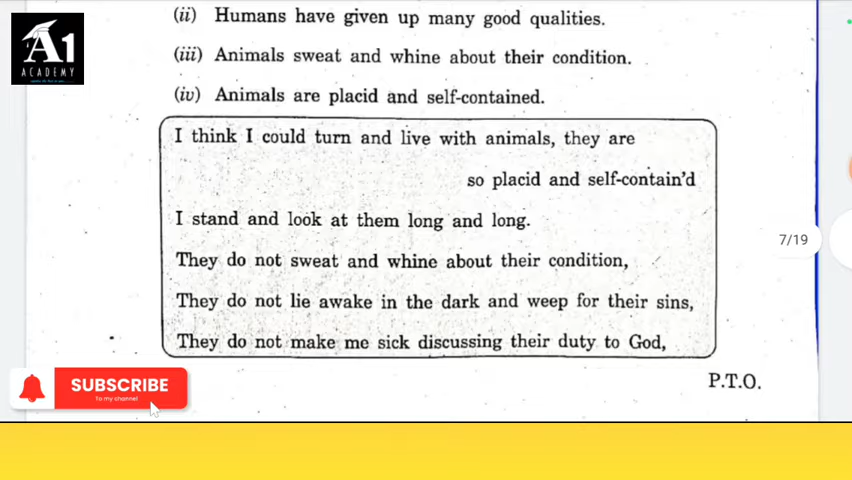 (ii) Humans have given up many good qualities.
A1
ACADEMY
(iii) Animals sweat and whine about their condition.
(iv) Animals are placid and self-contained.
I think I could turn and live with animals, they are
so placid and self-contain'd
I stand and look at them long and long.
7/19
They do not sweat and whine about their condition,
They do not lie awake in the dark and weep for their sins,
They do not make me sick discussing their duty to God,
SUBSCRIBE
To my channel
P.T.O.